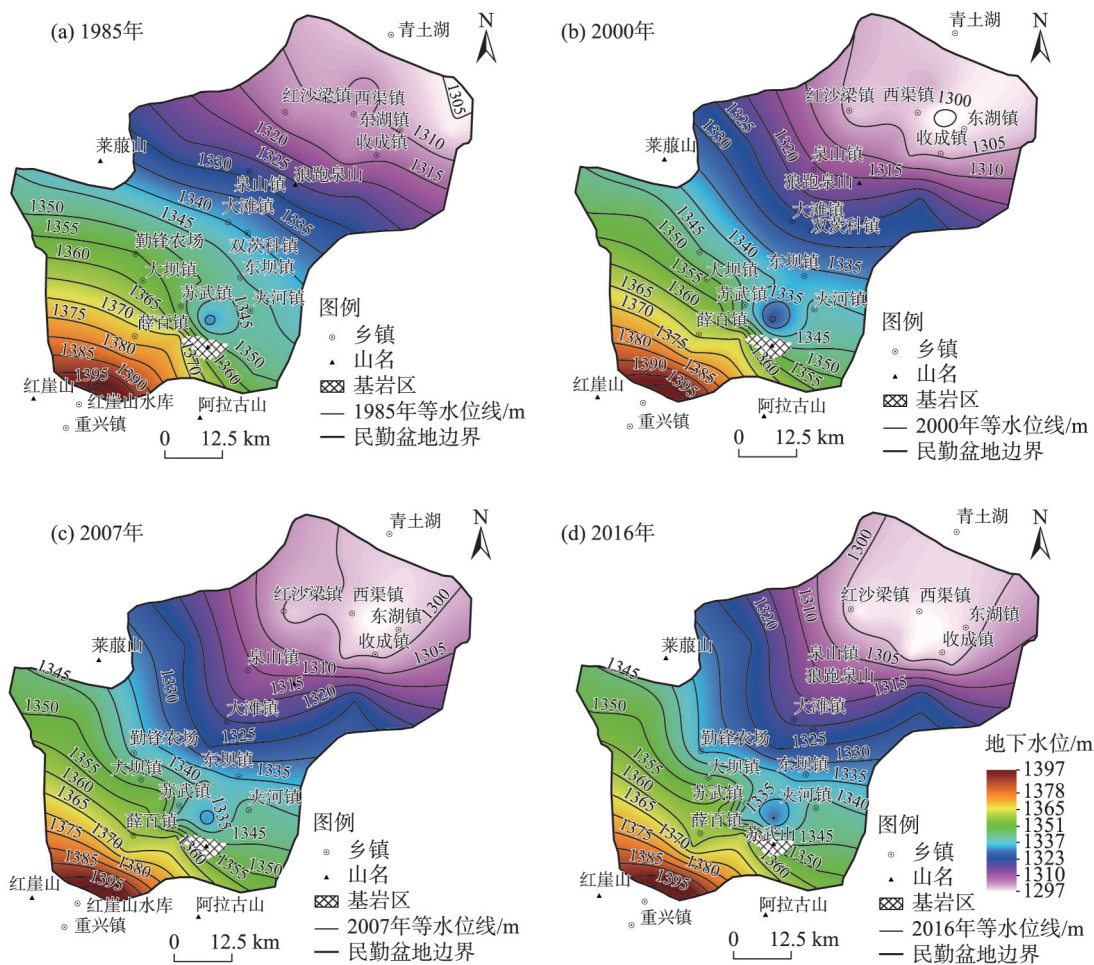 (a) 1985年
青土湖
N
红沙梁镇
西渠镇
东湖镇
收成镇
1305
1310
1315
1320
1325
1330
1335
莱菔山
泉山镇
狼跑泉山
1340
大滩镇
1345
双茨科镇
1350
1355
1360
勤锋农场
大坝镇
东坝镇
1365
苏武镇
夹河镇
1345
1370
1375
薛百镇
1380
1350
1385
1370
1360
1390
1395
红崖山
红崖山水库
重兴镇
阿拉古山
图例
乡镇
山名
基岩区
1985年等水位线/m
民勤盆地边界
0 12.5 km
(b) 2000年
青土湖
N
1300
红沙梁镇
西渠镇
东湖镇
收成镇
1305
1310
1325
1330
1320
莱菔山
泉山镇
1315
狼跑泉山
大滩镇
双茨科镇
1345
1340
1350
东坝镇
1335
1355
大坝镇
1365
1360
苏武镇
1335
夹河镇
1370
1375
薛百镇
1345
1385
1350
1390
1360
1355
1395
红崖山
重兴镇
阿拉古山
图例
乡镇
山名
基岩区
2000年等水位线/m
民勤盆地边界
0 12.5 km
(c) 2007年
青土湖
N
红沙梁镇
西渠镇
1300
东湖镇
收成镇
1305
莱菔山
泉山镇
1310
1315
1345
1330
1320
1350
大滩镇
1325
勤锋农场
东坝镇
1335
1355
大坝镇
1340
1360
苏武镇
1335
夹河镇
1365
1375
薛百镇
1370
1345
1385
1380
1360
1355
1350
1395
红崖山
红崖山水库
重兴镇
阿拉古山
图例
乡镇
山名
基岩区
2007年等水位线/m
民勤盆地边界
0 12.5 km
(d) 2016年
青土湖
N
1300
红沙梁镇
西渠镇
1310
1320
东湖镇
收成镇
莱菔山
泉山镇
1305
狼跑泉山
1315
1345
1350
大滩镇
勤锋农场
1325
1330
1355
大坝镇
东坝镇
1335
1360
苏武镇
1335
夹河镇
1340
1365
薛百镇
1375
1370
苏武山
1345
1385
1380
1360
1350
1395
红崖山
重兴镇
阿拉古山
地下水位/m
1397
1378
1365
1351
1337
1323
1310
1297
图例
乡镇
山名
基岩区
2016年等水位线/m
民勤盆地边界
0 12.5 km